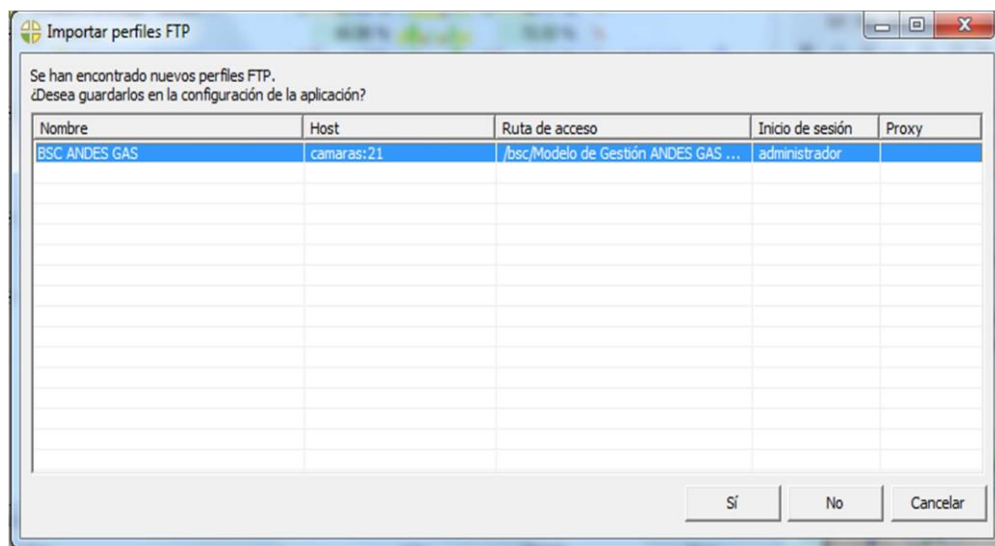 Importar perfiles FTP
Se han encontrado nuevos perfiles FTP.
¿Desea guardarlos en la configuración de la aplicación?
Nombre Host Ruta de acceso Inicio de sesión Proxy
BSC ANDES GAS camaras:21 /bsc/Modelo de Gestión ANDES GAS ... administrador
Sí No Cancelar